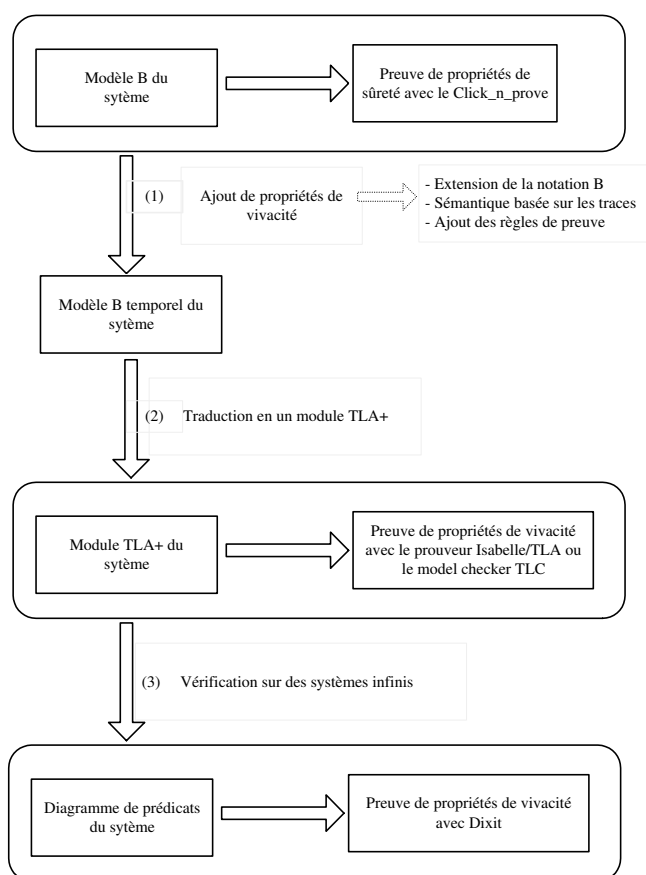 Modèle B du
sytème
Preuve de propriétés de
sûreté avec le Click_n_prove
(1)
Ajout de propriétés de
vivacité
- Extension de la notation B
- Sémantique basée sur les traces
- Ajout des règles de preuve
Modèle B temporel du
sytème
(2)
Traduction en un module TLA+
Module TLA+ du
sytème
Preuve de propriétés de vivacité
avec le prouveur Isabelle/TLA ou
le model checker TLC
(3)
Vérification sur des systèmes infinis
Diagramme de prédicats
du sytème
Preuve de propriétés de vivacité
avec Dixit